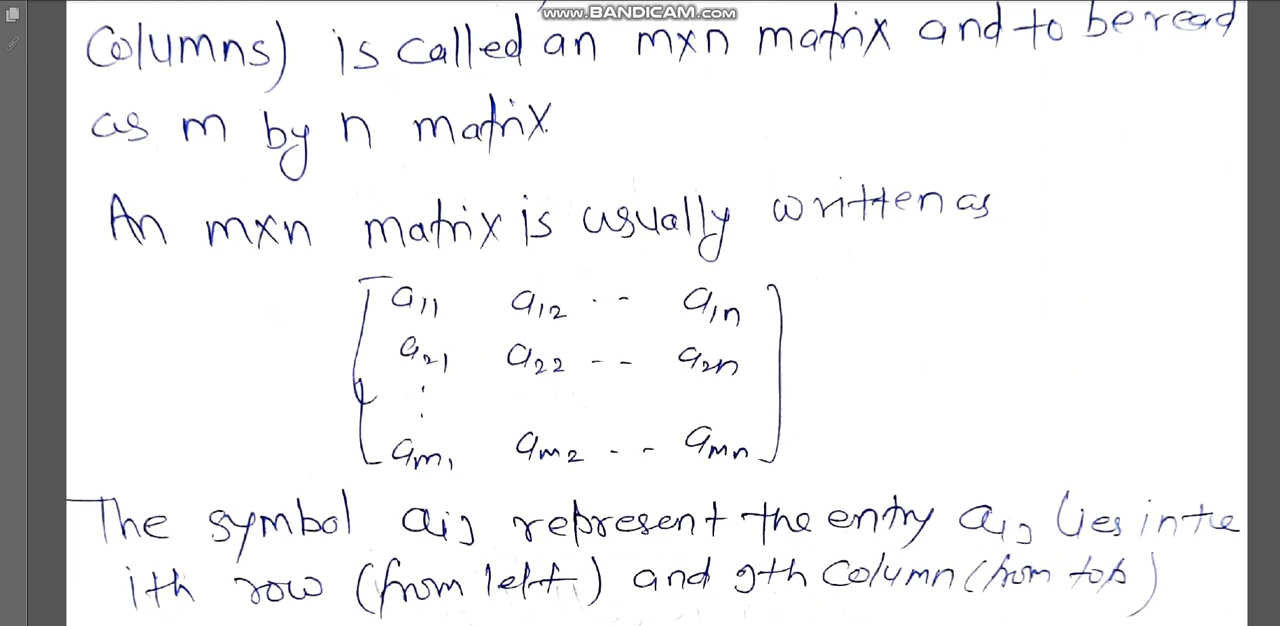 www.BANDICAM.com
Columns) is called an mxn matrix and to be read
as m by n matrix.
An mxn matrix is usually written as
a11 a12 .. a1n
a21 a22 -- a2n
:
am1 am2 -- amn
The symbol aij represent the entry aij lies in the
ith row (from left) and jth Column (from top)